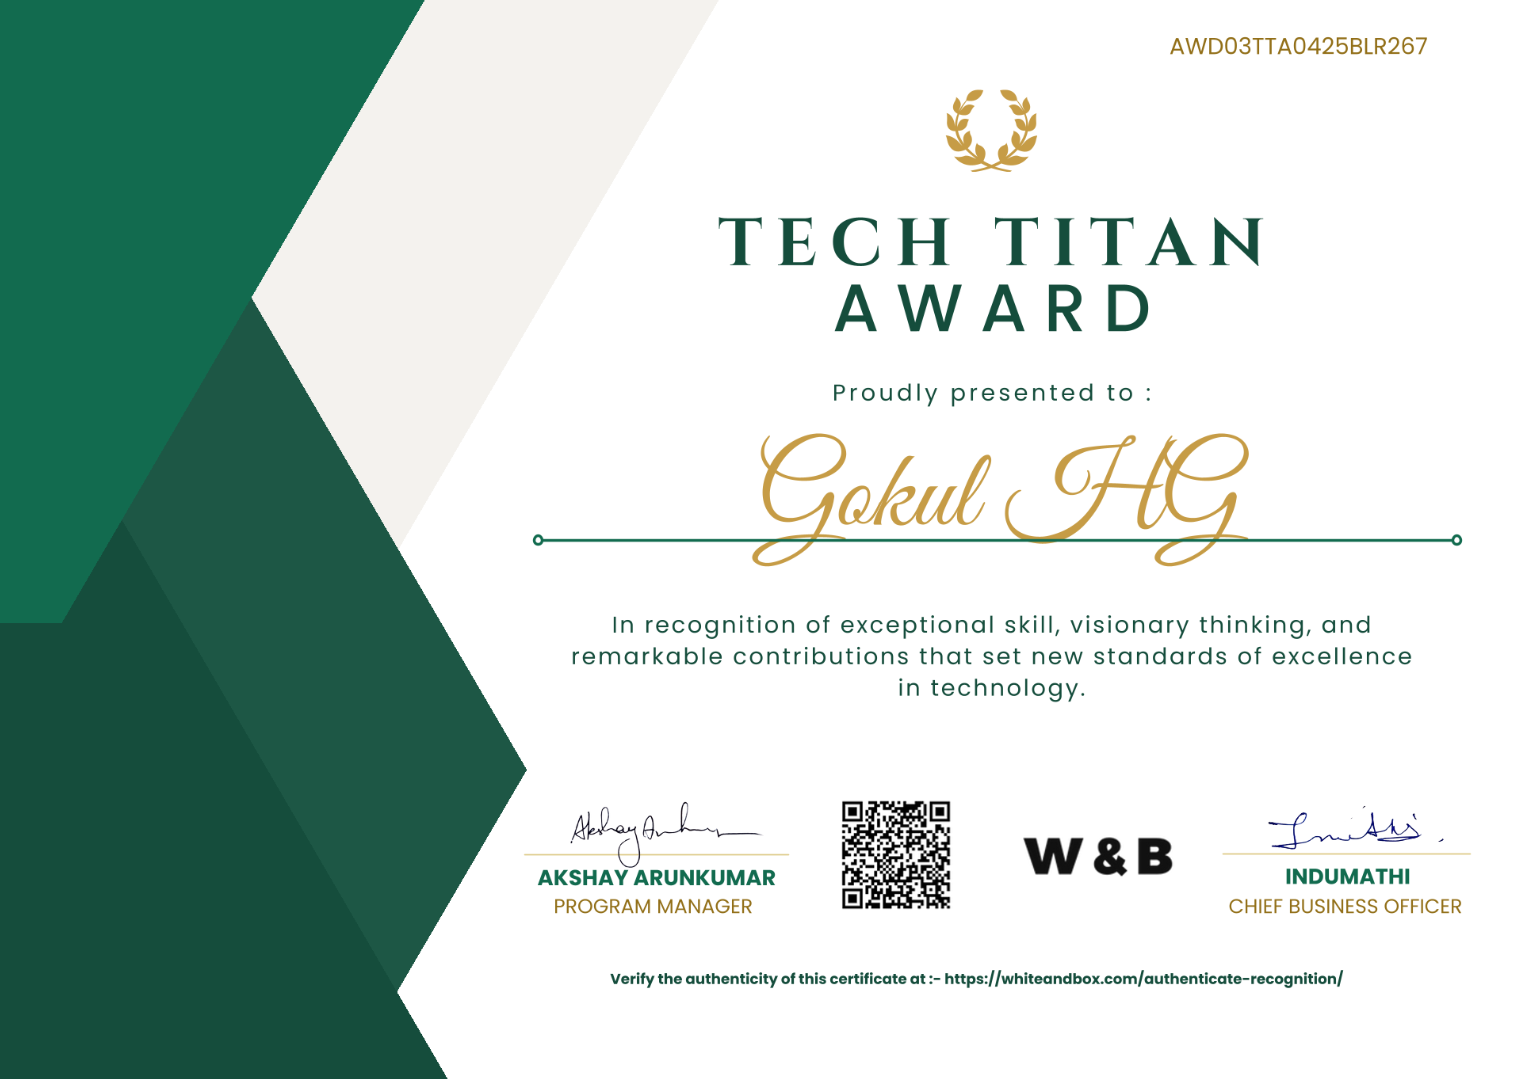 AWD03TTA0425BLR267
TECH TITAN
AWARD
Proudly presented to :
Gokul HG
In recognition of exceptional skill, visionary thinking, and
remarkable contributions that set new standards of excellence
in technology.
Akshay Arunkumar
AKSHAY ARUNKUMAR
PROGRAM MANAGER
W & B
INDUMATHI
CHIEF BUSINESS OFFICER
Verify the authenticity of this certificate at :- https://whiteandbox.com/authenticate-recognition/